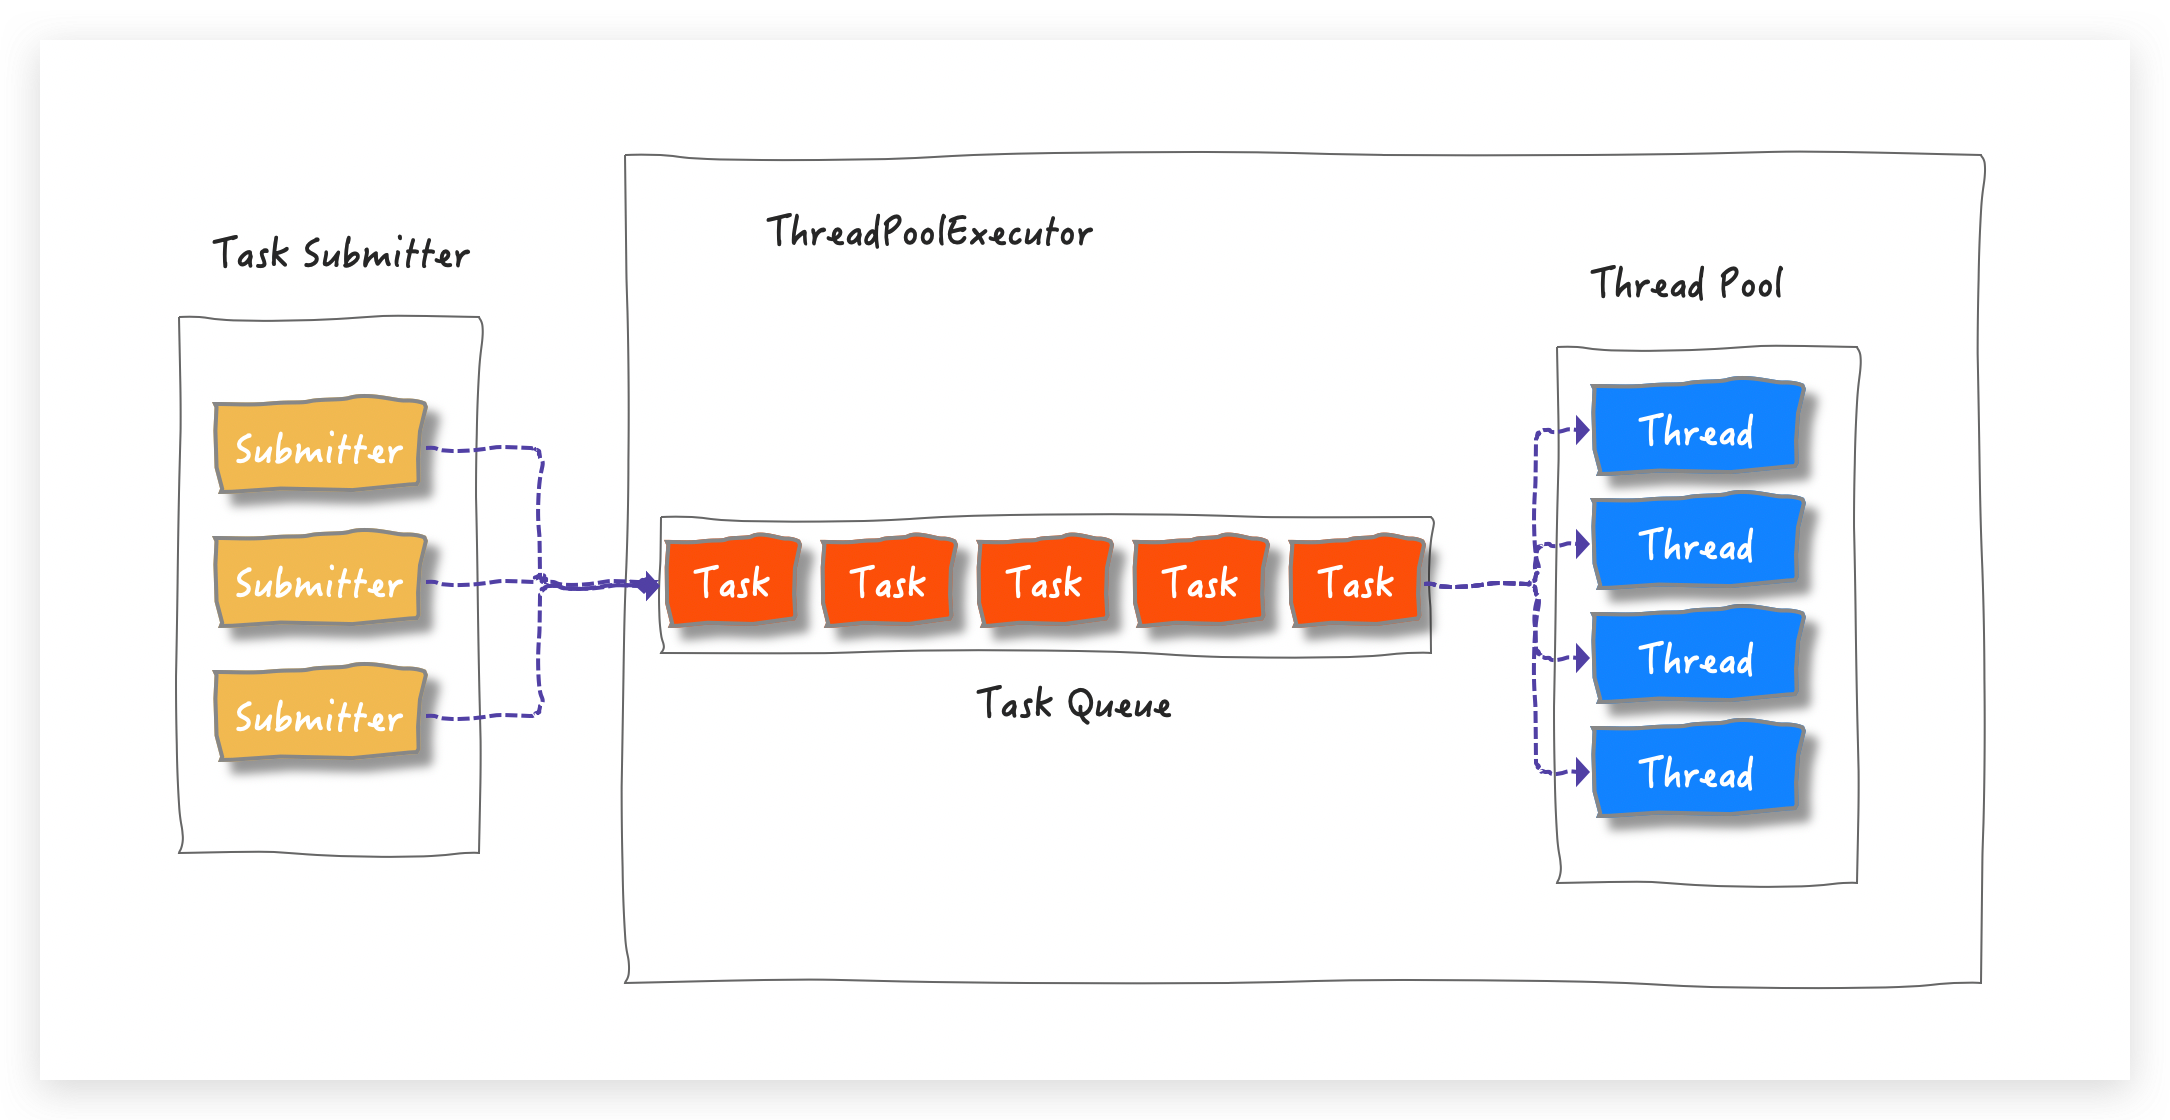 Task Submitter
Submitter
Submitter
Submitter
ThreadPoolExecutor
Task Task Task Task Task
Task Queue
Thread Pool
Thread
Thread
Thread
Thread